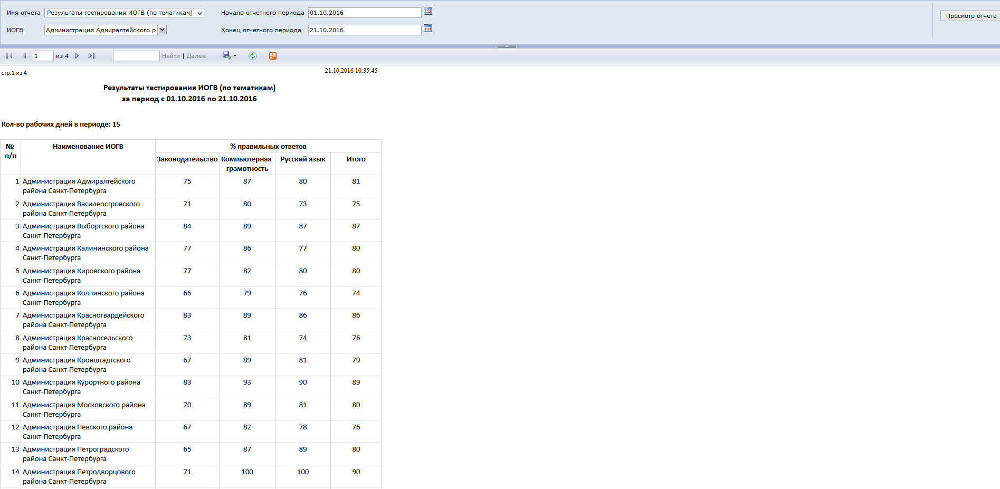 Имя отчета Результаты тестирования ИОГВ (по тематикам) Начало отчетного периода 01.10.2016
Просмотр отчета
ИОГВ Администрация Адмиралтейского р Конец отчетного периода 21.10.2016
1 из 4 Найти | Далее
стр.1 из 4 21.10.2016 10:35:45
Результаты тестирования ИОГВ (по тематикам)
за период с 01.10.2016 по 21.10.2016
Кол-во рабочих дней в периоде: 15
№ Наименование ИОГВ % правильных ответов
п/п
Законодательство Компьютерная Русский язык Итого
грамотность
1 Администрация Адмиралтейского 75 87 80 81
района Санкт-Петербурга
2 Администрация Василеостровского 71 80 73 75
района Санкт-Петербурга
3 Администрация Выборгского района 84 89 87 87
Санкт-Петербурга
4 Администрация Калининского района 77 86 77 80
Санкт-Петербурга
5 Администрация Кировского района 77 82 80 80
Санкт-Петербурга
6 Администрация Колпинского района 66 79 76 74
Санкт-Петербурга
7 Администрация Красногвардейского 83 89 86 86
района Санкт-Петербурга
8 Администрация Красносельского 73 81 74 76
района Санкт-Петербурга
9 Администрация Кронштадтского 67 89 81 79
района Санкт-Петербурга
10 Администрация Курортного района 83 93 90 89
Санкт-Петербурга
11 Администрация Московского района 70 89 81 80
Санкт-Петербурга
12 Администрация Невского района 67 82 78 76
Санкт-Петербурга
13 Администрация Петроградского 65 87 89 80
района Санкт-Петербурга
14 Администрация Петродворцового 71 100 100 90
района Санкт-Петербурга